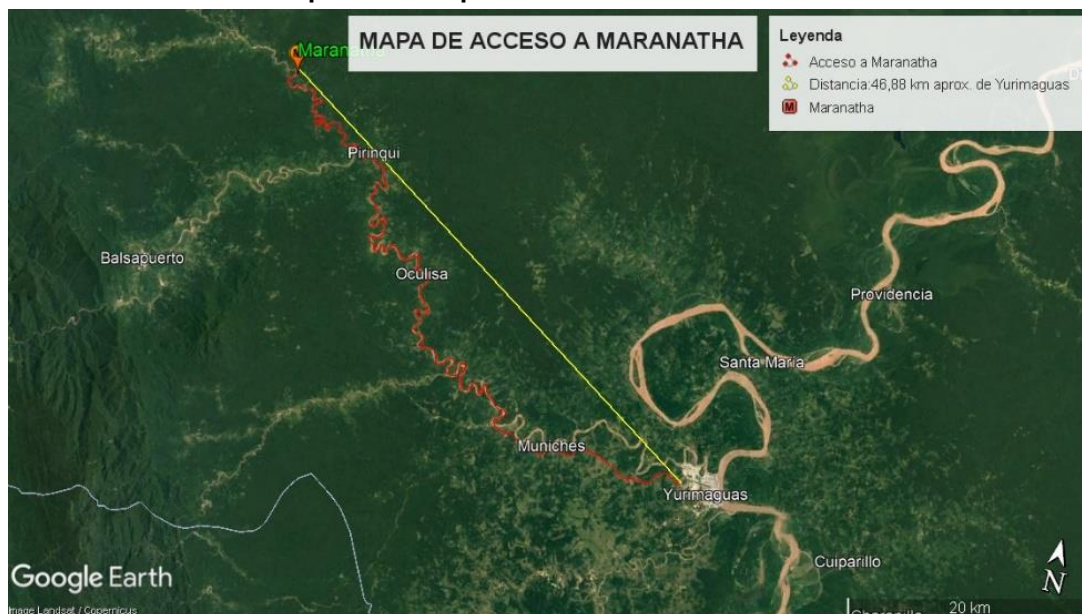 MAPA DE ACCESO A MARANATHA
Leyenda
Acceso a Maranatha
Distancia:46,88 km aprox. de Yurimaguas
M
Maranatha
Pirinqui
Balsapuerto
Oculisa
Providencia
Santa Maria
Muniches
Yurimaguas
Cuiparillo
Google Earth
N
Image Landsat / Copernicus
20 km